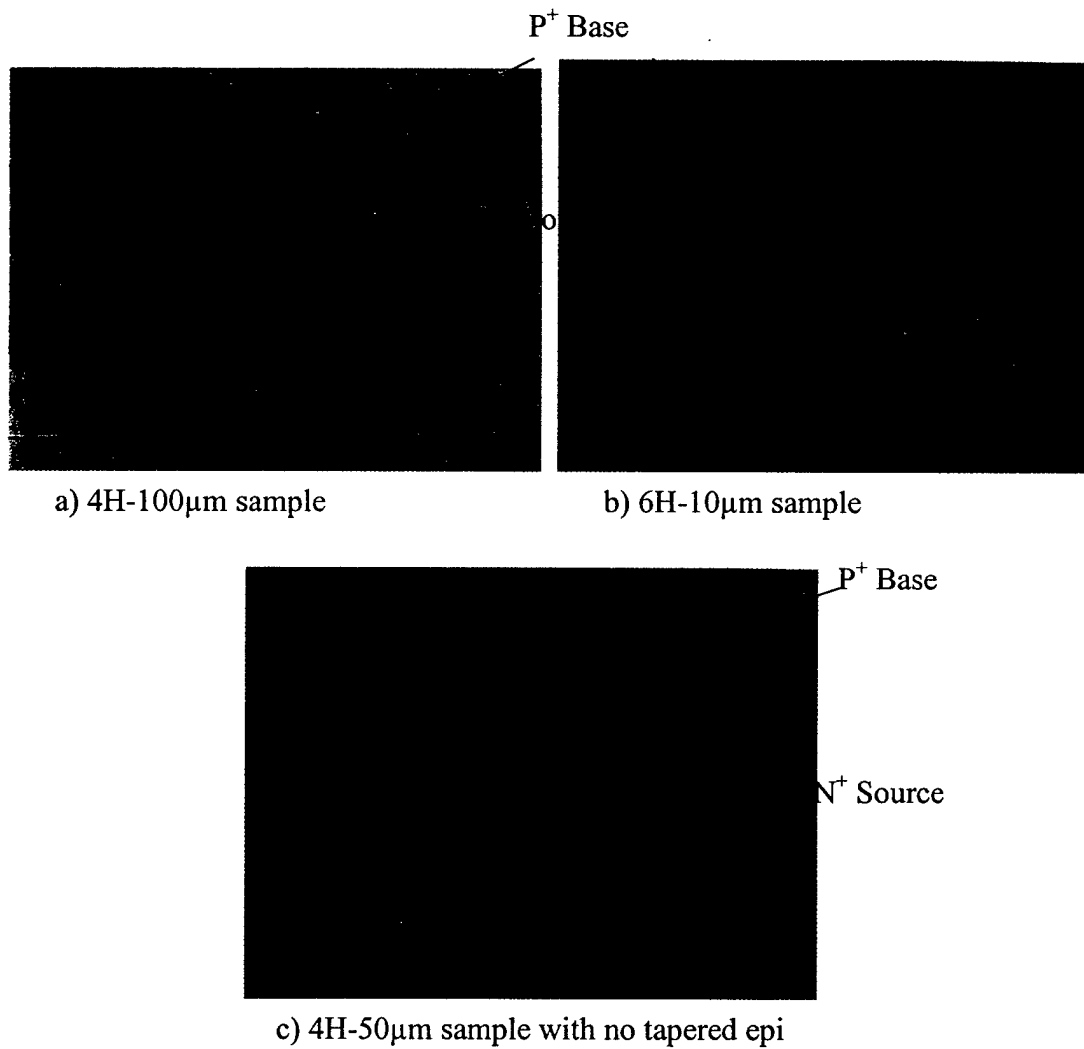 P⁺ Base
a) 4H-100µm sample
b) 6H-10µm sample
P⁺ Base
N⁺ Source
c) 4H-50µm sample with no tapered epi